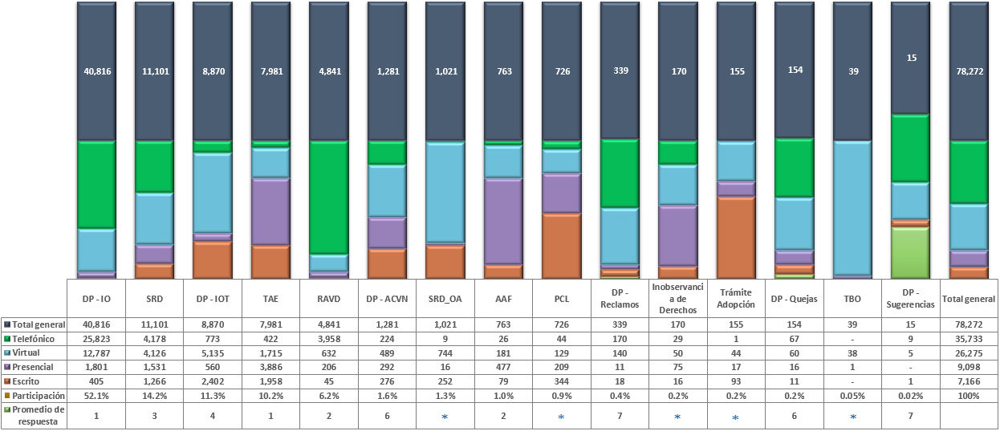 40,816 11,101 8,870 7,981 4,841 1,281 1,021 763 726 339 170 155 154 39 15 78,272
DP - IO SRD DP - IOT TAE RAVD DP - ACVN SRD_OA AAF PCL DP - Reclamos Inobservancia de Derechos Trámite Adopción DP - Quejas TBO DP - Sugerencias Total general
Total general 40,816 11,101 8,870 7,981 4,841 1,281 1,021 763 726 339 170 155 154 39 15 78,272
Telefónico 25,823 4,178 773 422 3,958 224 9 26 44 170 29 1 67 - 9 35,733
Virtual 12,787 4,126 5,135 1,715 632 489 744 181 129 140 50 44 60 38 5 26,275
Presencial 1,801 1,531 560 3,886 206 292 16 477 209 11 75 17 16 1 - 9,098
Escrito 405 1,266 2,402 1,958 45 276 252 79 344 18 16 93 11 - 1 7,166
Participación 52.1% 14.2% 11.3% 10.2% 6.2% 1.6% 1.3% 1.0% 0.9% 0.4% 0.2% 0.2% 0.2% 0.05% 0.02% 100%
Promedio de respuesta 1 3 4 1 2 6 * 2 * 7 * * 6 * 7